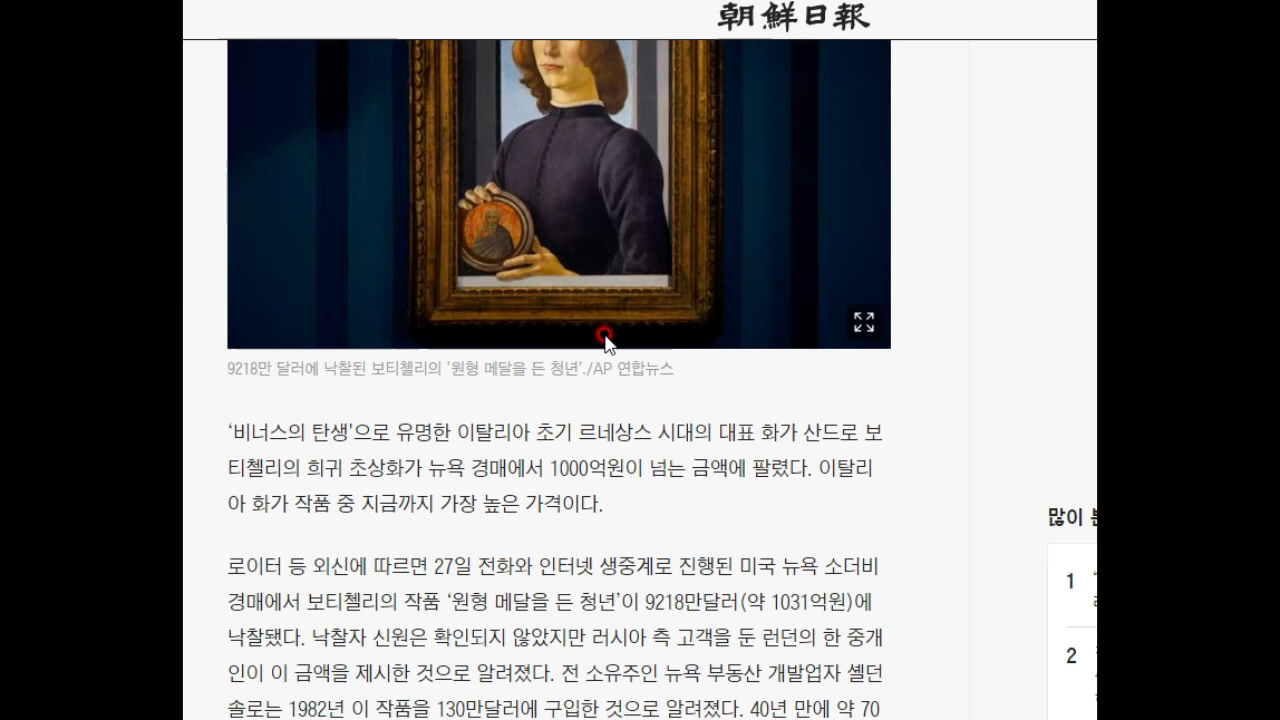 朝鮮日報
9218만 달러에 낙찰된 보티첼리의 '원형 메달을 든 청년'./AP 연합뉴스
‘비너스의 탄생'으로 유명한 이탈리아 초기 르네상스 시대의 대표 화가 산드로 보
티첼리의 희귀 초상화가 뉴욕 경매에서 1000억원이 넘는 금액에 팔렸다. 이탈리
아 화가 작품 중 지금까지 가장 높은 가격이다.
로이터 등 외신에 따르면 27일 전화와 인터넷 생중계로 진행된 미국 뉴욕 소더비
경매에서 보티첼리의 작품 ‘원형 메달을 든 청년’이 9218만달러(약 1031억원)에
낙찰됐다. 낙찰자 신원은 확인되지 않았지만 러시아 측 고객을 둔 런던의 한 중개
인이 이 금액을 제시한 것으로 알려졌다. 전 소유주인 뉴욕 부동산 개발업자 셸던
솔로는 1982년 이 작품을 130만달러에 구입한 것으로 알려졌다. 40년 만에 약 70
많이
1
2